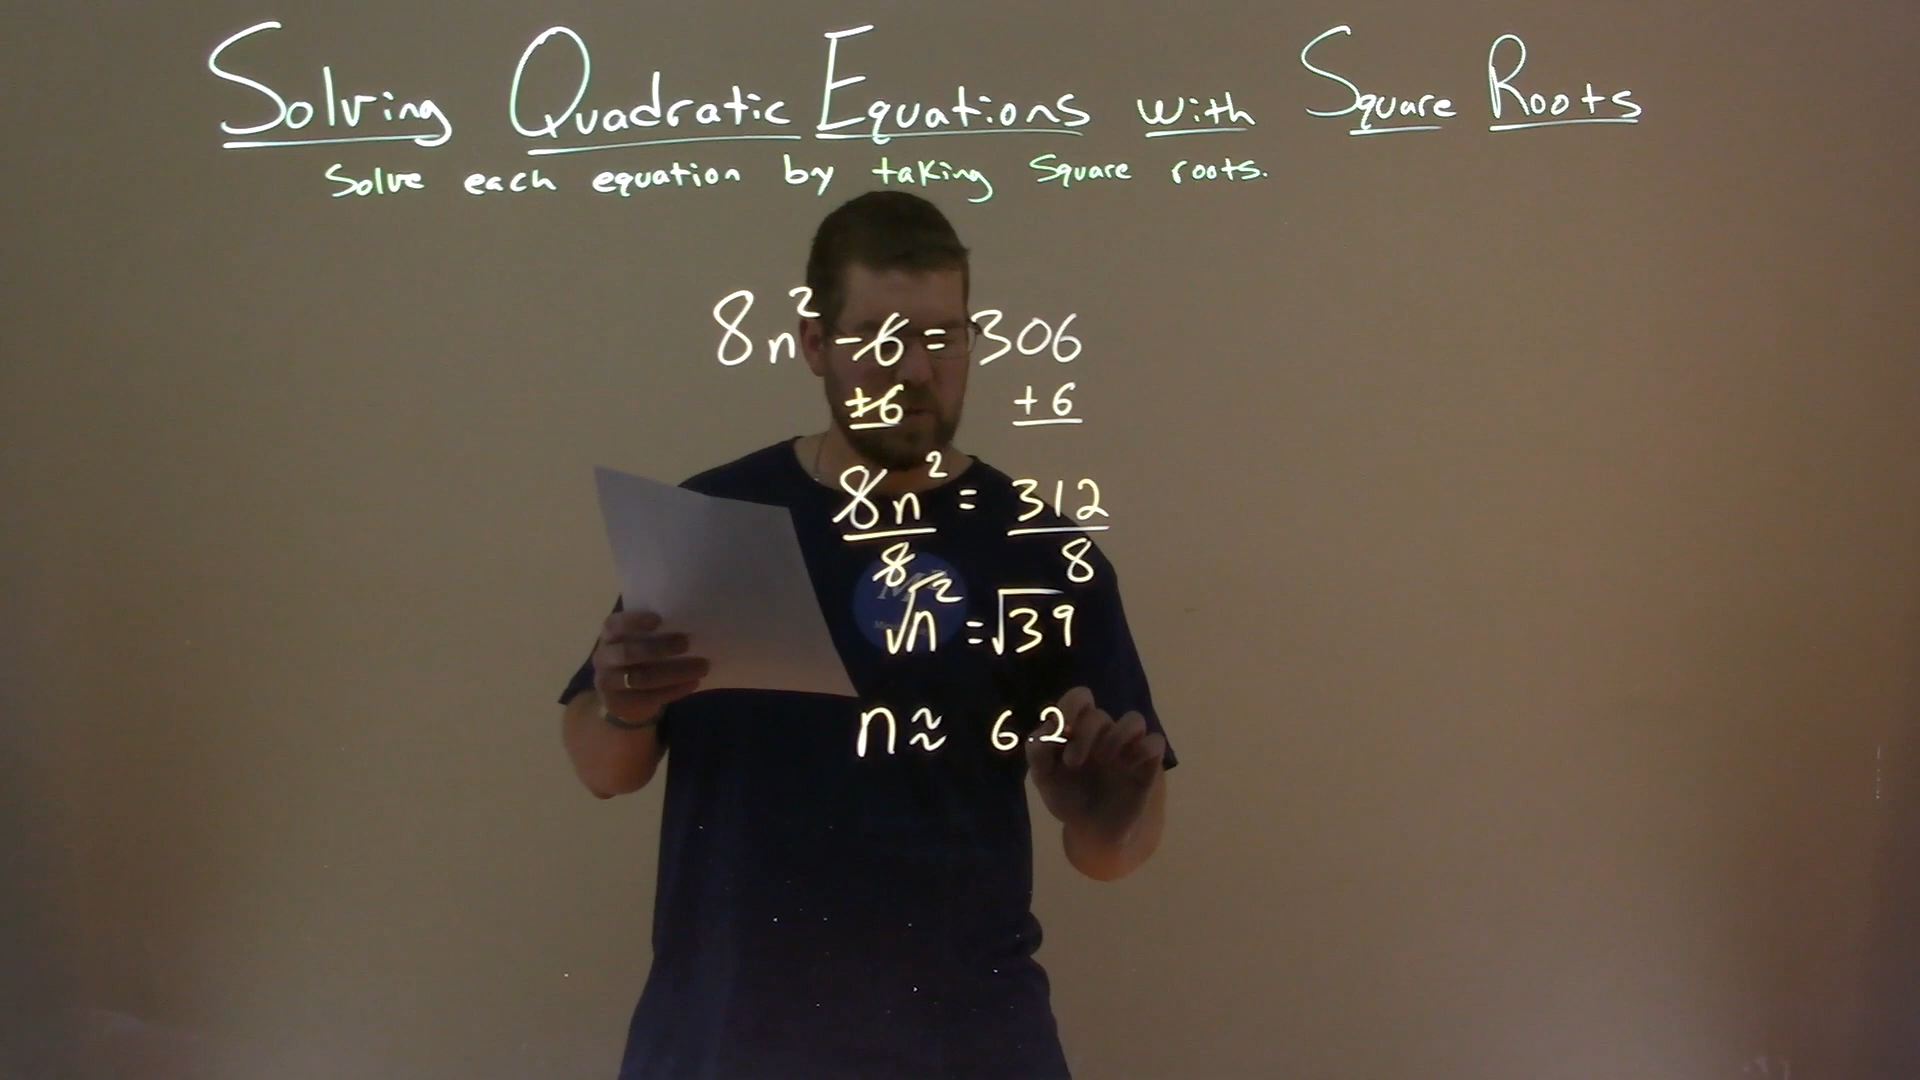 Solving Quadratic Equations with Square Roots
Solve each equation by taking Square roots.
8n² - 6 = 306
+6 +6
8n² = 312
8 8
√n² = √39
n ≈ 6.2